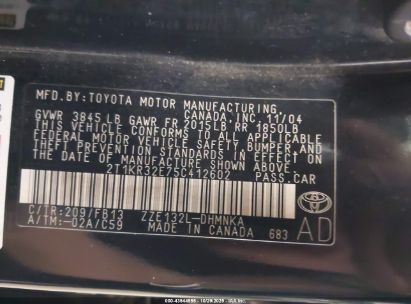 MFD.BY:TOYOTA MOTOR MANUFACTURING
CANADA,INC. 11/04
GVWR 3845 LB GAWR FR 2015LB RR 1850LB
THIS VEHICLE CONFORMS TO ALL APPLICABLE
FEDERAL MOTOR VEHICLE SAFETY, BUMPER, AND
THEFT PREVENTION STANDARDS IN EFFECT ON
THE DATE OF MANUFACTURE SHOWN ABOVE.
2T1KR32E75C412602 PASS.CAR
C/TR:209/FB13 ZZE132L-DHMNKA
A/TM:-02A/C59 MADE IN CANADA 683 AD